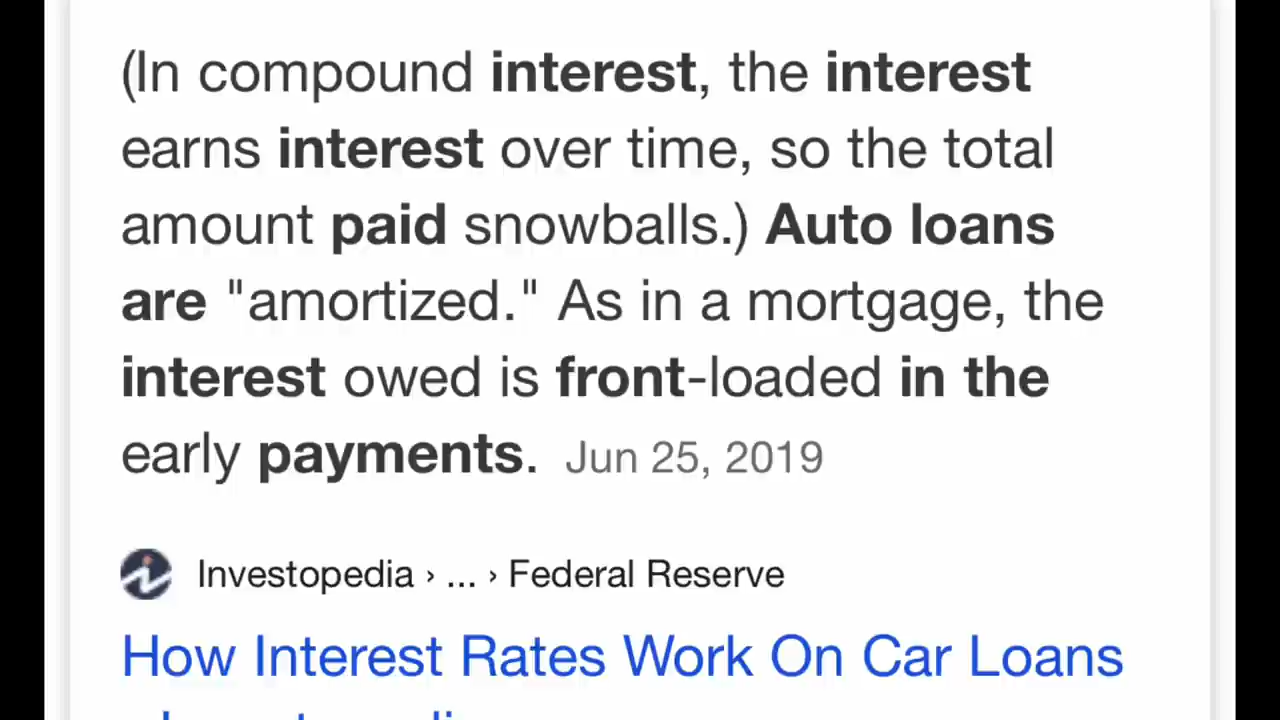 (In compound interest, the interest
earns interest over time, so the total
amount paid snowballs.) Auto loans
are "amortized." As in a mortgage, the
interest owed is front-loaded in the
early payments. Jun 25, 2019
Investopedia › ... › Federal Reserve
How Interest Rates Work On Car Loans